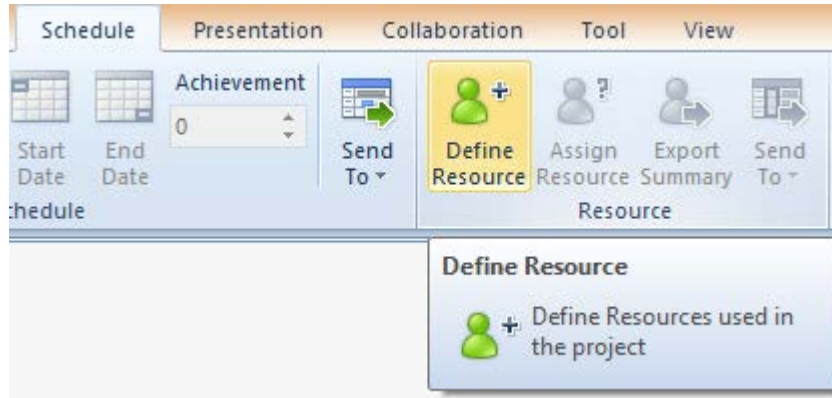 Schedule Presentation Collaboration Tool View
Achievement
0
Start Date
End Date
Send To
Define Resource
Assign Resource
Export Summary
Send To
Resource
Define Resource
Define Resources used in
the project